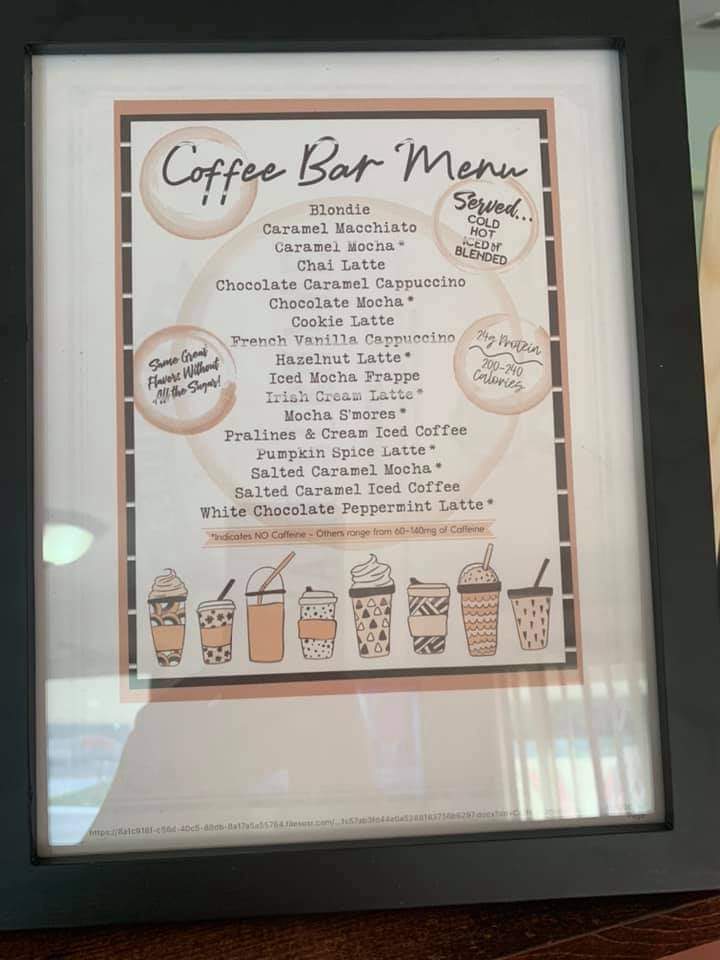 Coffee Bar Menu
Served...
COLD
HOT
ICED or
BLENDED
Blondie
Caramel Macchiato
Caramel Mocha*
Chai Latte
Chocolate Caramel Cappuccino
Chocolate Mocha*
Cookie Latte
French Vanilla Cappuccino
Hazelnut Latte*
Iced Mocha Frappe
Irish Cream Latte*
Mocha S'mores*
Pralines & Cream Iced Coffee
Pumpkin Spice Latte*
Salted Caramel Mocha*
Salted Caramel Iced Coffee
White Chocolate Peppermint Latte*
Same Great
Flavors Without
All the Sugar!
24g Protein
200-240
Calories
*Indicates NO Caffeine - Others range from 60-140mg of Caffeine